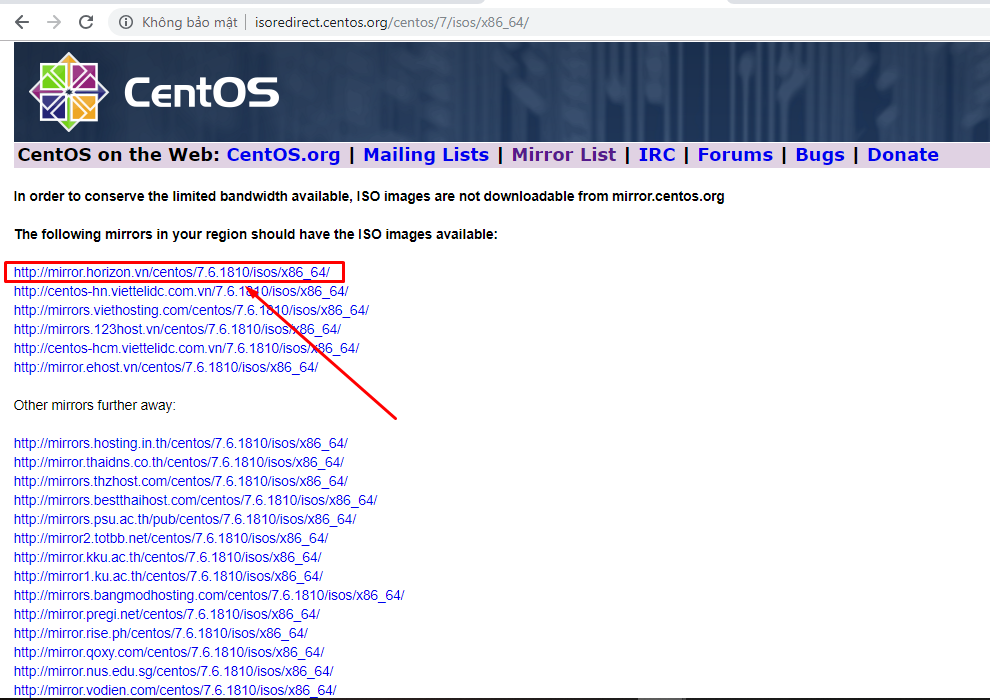 Không bảo mật | isoredirect.centos.org/centos/7/isos/x86_64/
CentOS
CentOS on the Web: CentOS.org | Mailing Lists | Mirror List | IRC | Forums | Bugs | Donate
In order to conserve the limited bandwidth available, ISO images are not downloadable from mirror.centos.org
The following mirrors in your region should have the ISO images available:
http://mirror.horizon.vn/centos/7.6.1810/isos/x86_64/
http://centos-hn.viettelidc.com.vn/7.6.1810/isos/x86_64/
http://mirrors.viethosting.com/centos/7.6.1810/isos/x86_64/
http://mirrors.123host.vn/centos/7.6.1810/isos/x86_64/
http://centos-hcm.viettelidc.com.vn/7.6.1810/isos/x86_64/
http://mirror.ehost.vn/centos/7.6.1810/isos/x86_64/
Other mirrors further away:
http://mirrors.hosting.in.th/centos/7.6.1810/isos/x86_64/
http://mirror.thaidns.co.th/centos/7.6.1810/isos/x86_64/
http://mirrors.thzhost.com/centos/7.6.1810/isos/x86_64/
http://mirrors.bestthaihost.com/centos/7.6.1810/isos/x86_64/
http://mirrors.psu.ac.th/pub/centos/7.6.1810/isos/x86_64/
http://mirror2.totbb.net/centos/7.6.1810/isos/x86_64/
http://mirror.kku.ac.th/centos/7.6.1810/isos/x86_64/
http://mirror1.ku.ac.th/centos/7.6.1810/isos/x86_64/
http://mirrors.bangmodhosting.com/centos/7.6.1810/isos/x86_64/
http://mirror.pregi.net/centos/7.6.1810/isos/x86_64/
http://mirror.rise.ph/centos/7.6.1810/isos/x86_64/
http://mirror.qoxy.com/centos/7.6.1810/isos/x86_64/
http://mirror.nus.edu.sg/centos/7.6.1810/isos/x86_64/
http://mirror.vodien.com/centos/7.6.1810/isos/x86_64/